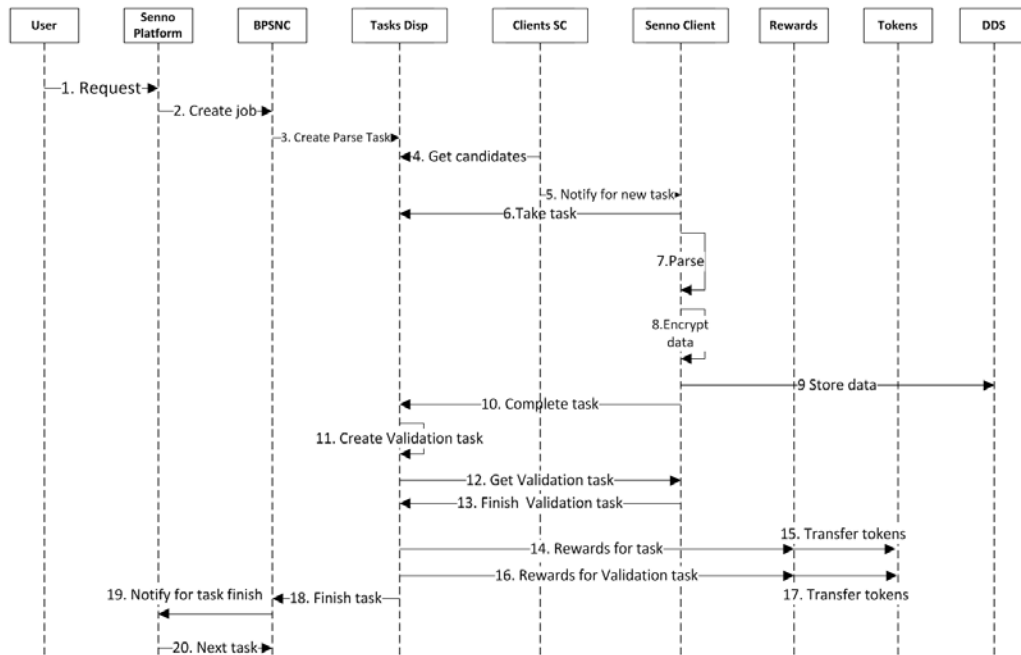 User
Senno
Platform
BPSNC
Tasks Disp
Clients SC
Senno Client
Rewards
Tokens
DDS
1. Request
2. Create job
3. Create Parse Task
4. Get candidates
5. Notify for new task
6.Take task
7.Parse
8.Encrypt
data
9 Store data
10. Complete task
11. Create Validation task
12. Get Validation task
13. Finish Validation task
15. Transfer tokens
14. Rewards for task
16. Rewards for Validation task
17. Transfer tokens
19. Notify for task finish
18. Finish task
20. Next task